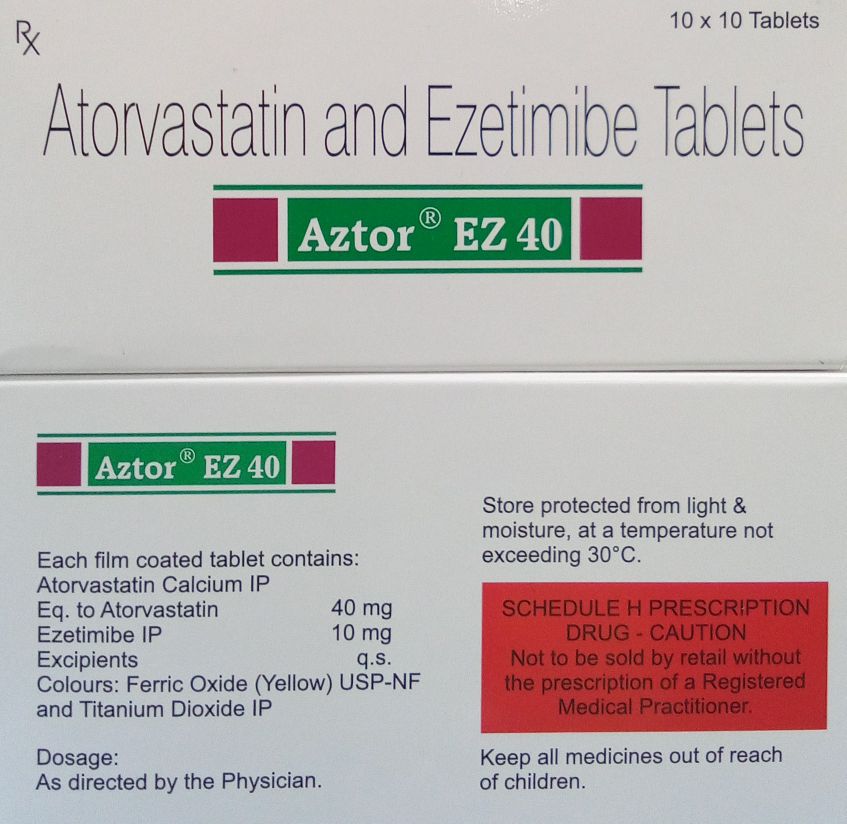 Rx
10 x 10 Tablets
Atorvastatin and Ezetimibe Tablets
Aztor® EZ 40
Aztor® EZ 40
Each film coated tablet contains:
Atorvastatin Calcium IP
Eq. to Atorvastatin 40 mg
Ezetimibe IP 10 mg
Excipients q.s.
Colours: Ferric Oxide (Yellow) USP-NF
and Titanium Dioxide IP
Dosage:
As directed by the Physician.
Store protected from light &
moisture, at a temperature not
exceeding 30°C.
SCHEDULE H PRESCRIPTION
DRUG - CAUTION
Not to be sold by retail without
the prescription of a Registered
Medical Practitioner.
Keep all medicines out of reach
of children.